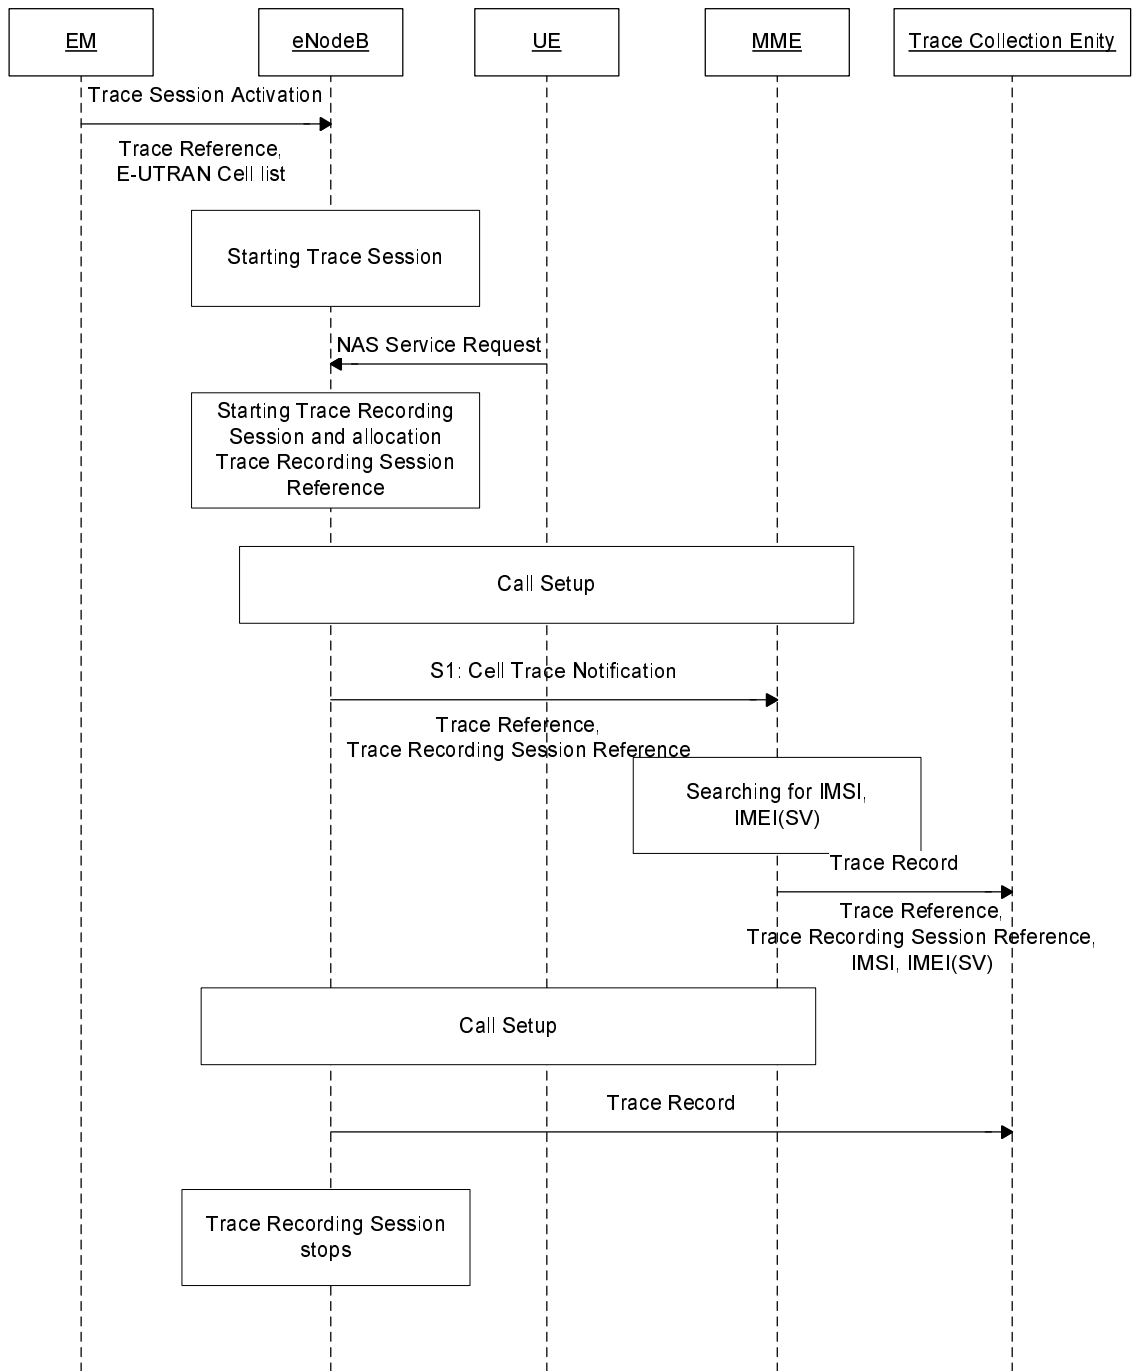 EM
eNodeB
UE
MME
Trace Collection Enity
Trace Session Activation
Trace Reference,
E-UTRAN Cell list
Starting Trace Session
NAS Service Request
Starting Trace Recording
Session and allocation
Trace Recording Session
Reference
Call Setup
S1: Cell Trace Notification
Trace Reference,
Trace Recording Session Reference
Searching for IMSI,
IMEI(SV)
Trace Record
Trace Reference,
Trace Recording Session Reference,
IMSI, IMEI(SV)
Call Setup
Trace Record
Trace Recording Session
stops